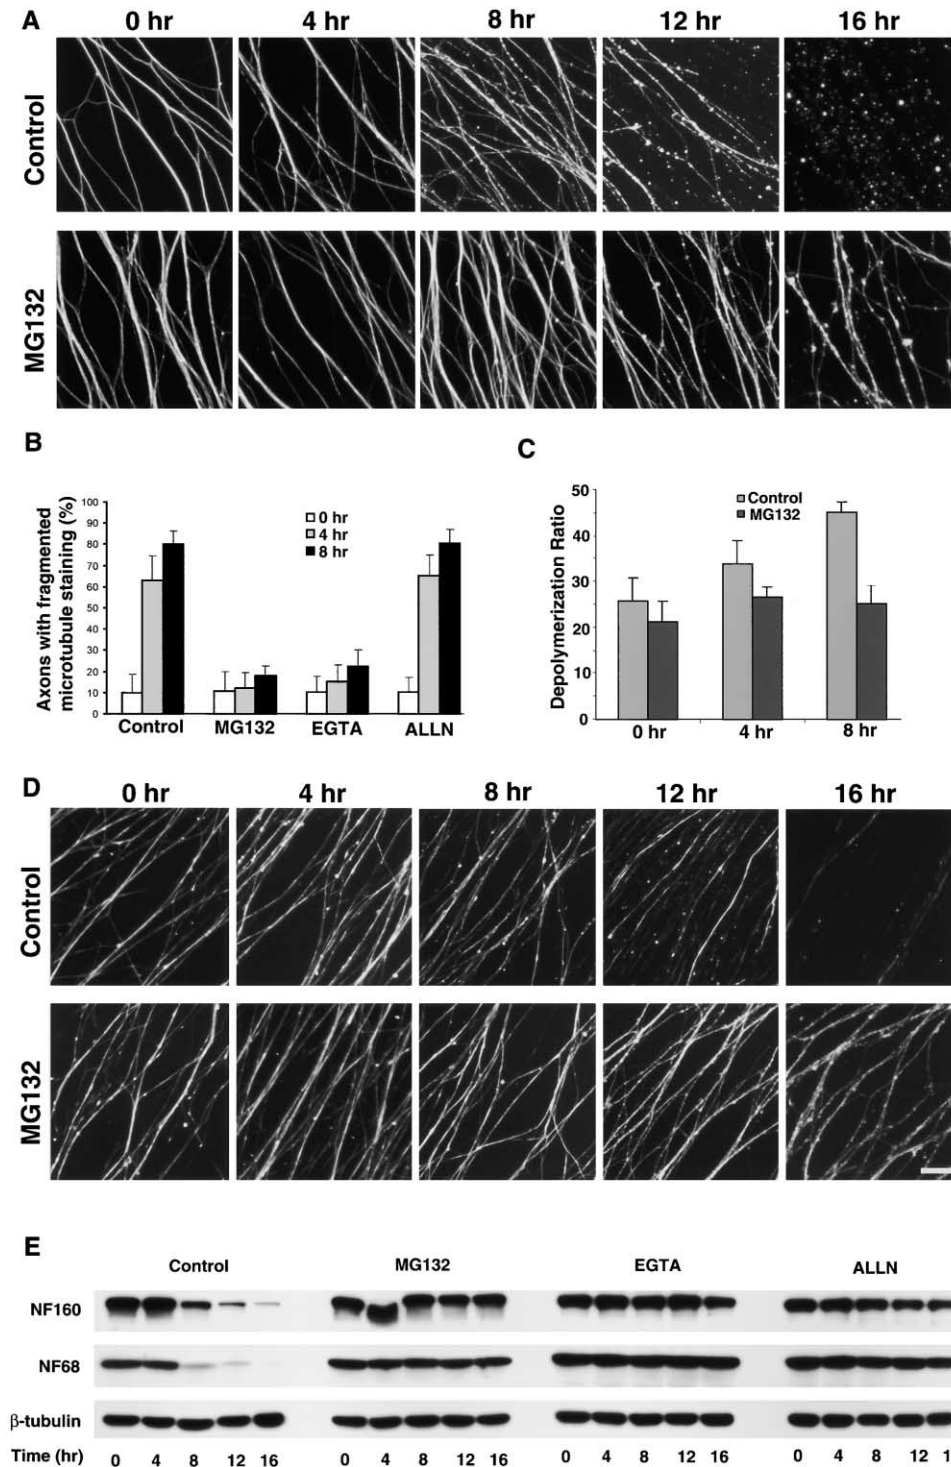 A
0 hr 4 hr 8 hr 12 hr 16 hr
Control
MG132
B
Axons with fragmented
microtubule staining (%)
100
90
80
70
60
50
40
30
20
10
0
0 hr
4 hr
8 hr
Control MG132 EGTA ALLN
C
Depolymerization Ratio
50
40
30
20
10
0
Control
MG132
0 hr 4 hr 8 hr
D
0 hr 4 hr 8 hr 12 hr 16 hr
Control
MG132
E
Control MG132 EGTA ALLN
NF160
NF68
β-tubulin
Time (hr) 0 4 8 12 16 0 4 8 12 16 0 4 8 12 16 0 4 8 12 1